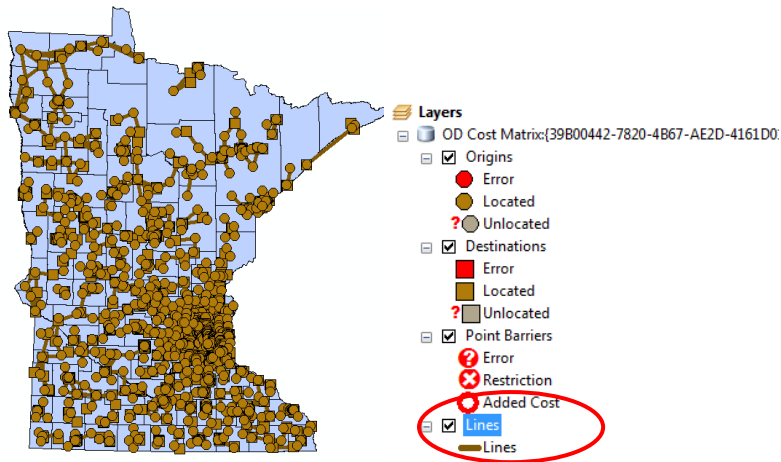 Layers
OD Cost Matrix:{39B00442-7820-4B67-AE2D-4161D0
Origins
Error
Located
? Unlocated
Destinations
Error
Located
? Unlocated
Point Barriers
? Error
Restriction
Added Cost
Lines
Lines